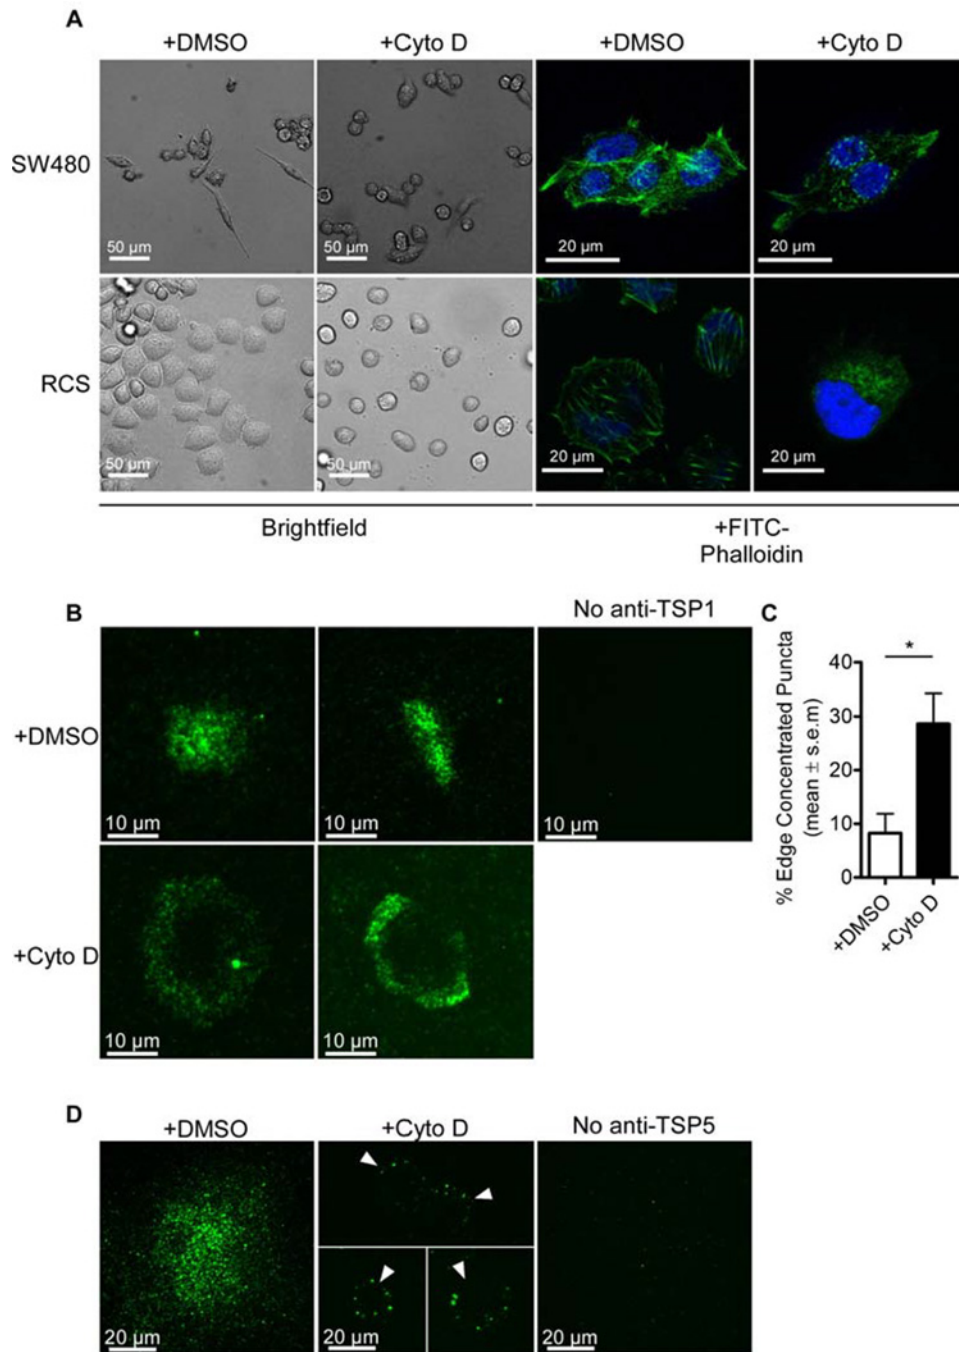 A
+DMSO +Cyto D +DMSO +Cyto D
SW480
50 μm 50 μm 20 μm 20 μm
RCS
50 μm 50 μm 20 μm 20 μm
Brightfield
+FITC-
Phalloidin
B
No anti-TSP1
+DMSO
10 μm 10 μm 10 μm
+Cyto D
10 μm 10 μm
C
*
% Edge Concentrated Puncta
(mean ± s.e.m)
40
30
20
10
0
+DMSO
+Cyto D
D
+DMSO +Cyto D No anti-TSP5
20 μm 20 μm 20 μm